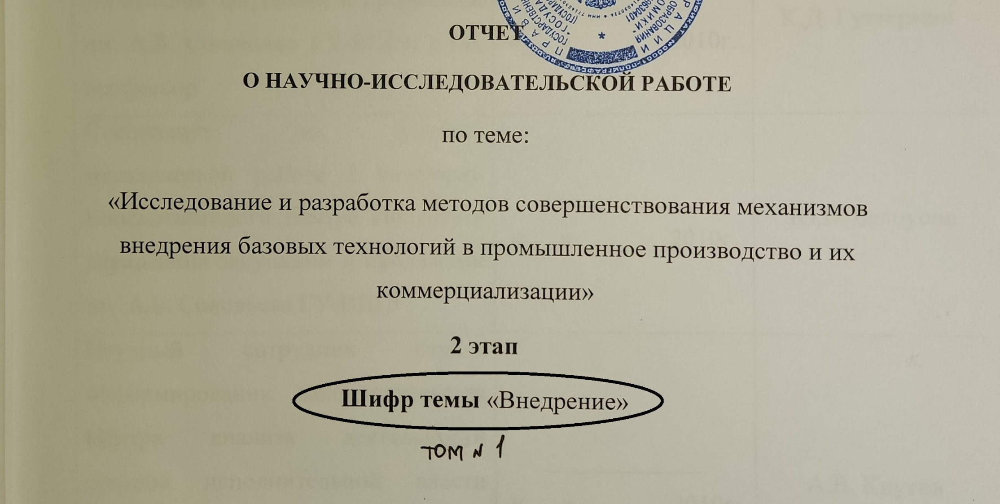 ОТЧЕТ
О НАУЧНО-ИССЛЕДОВАТЕЛЬСКОЙ РАБОТЕ
по теме:
«Исследование и разработка методов совершенствования механизмов
внедрения базовых технологий в промышленное производство и их
коммерциализации»
2 этап
Шифр темы «Внедрение»
ТОМ N 1